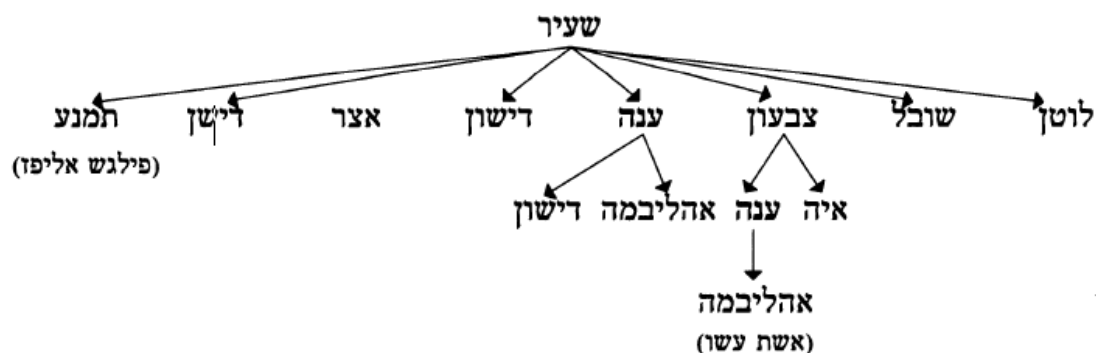 שעיר
לוטן שובל צבעון ענה דישון אצר דישן תמנע
(פילגש אליפז)
איה ענה אהליבמה דישון
אהליבמה
(אשת עשו)